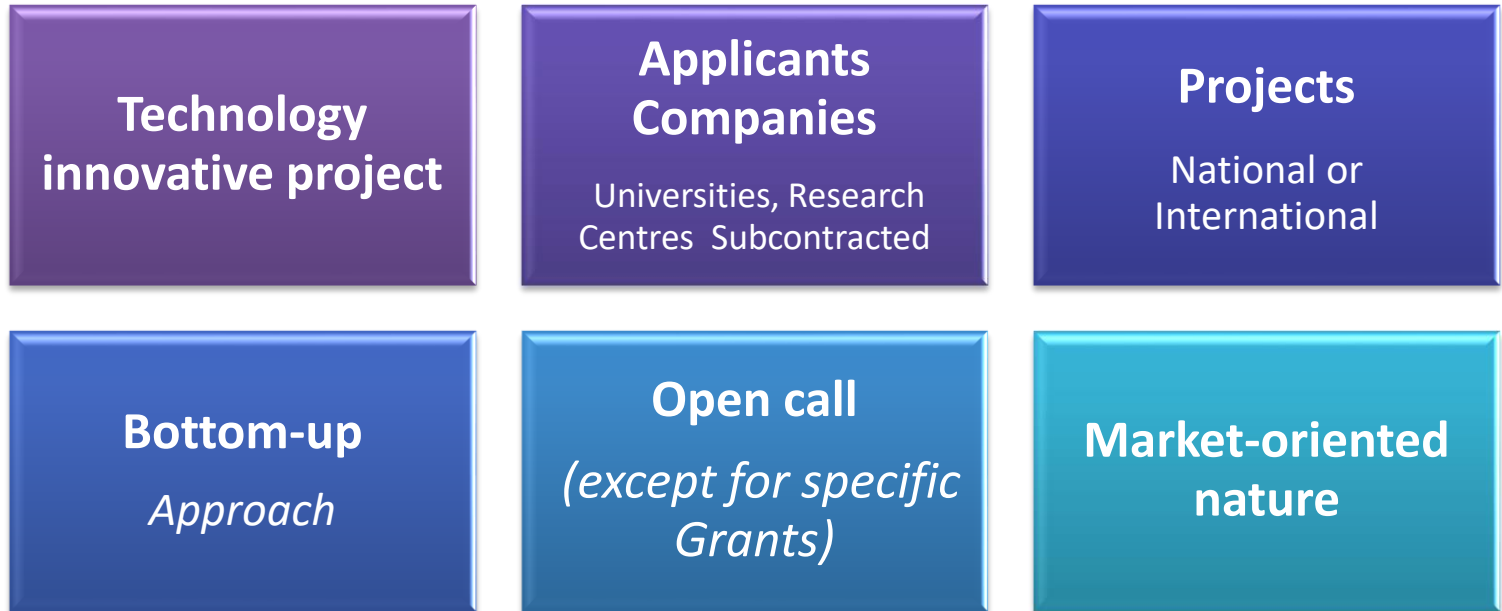 Technology
innovative project
Applicants
Companies
Universities, Research
Centres Subcontracted
Projects
National or
International
Bottom-up
Approach
Open call
(except for specific
Grants)
Market-oriented
nature